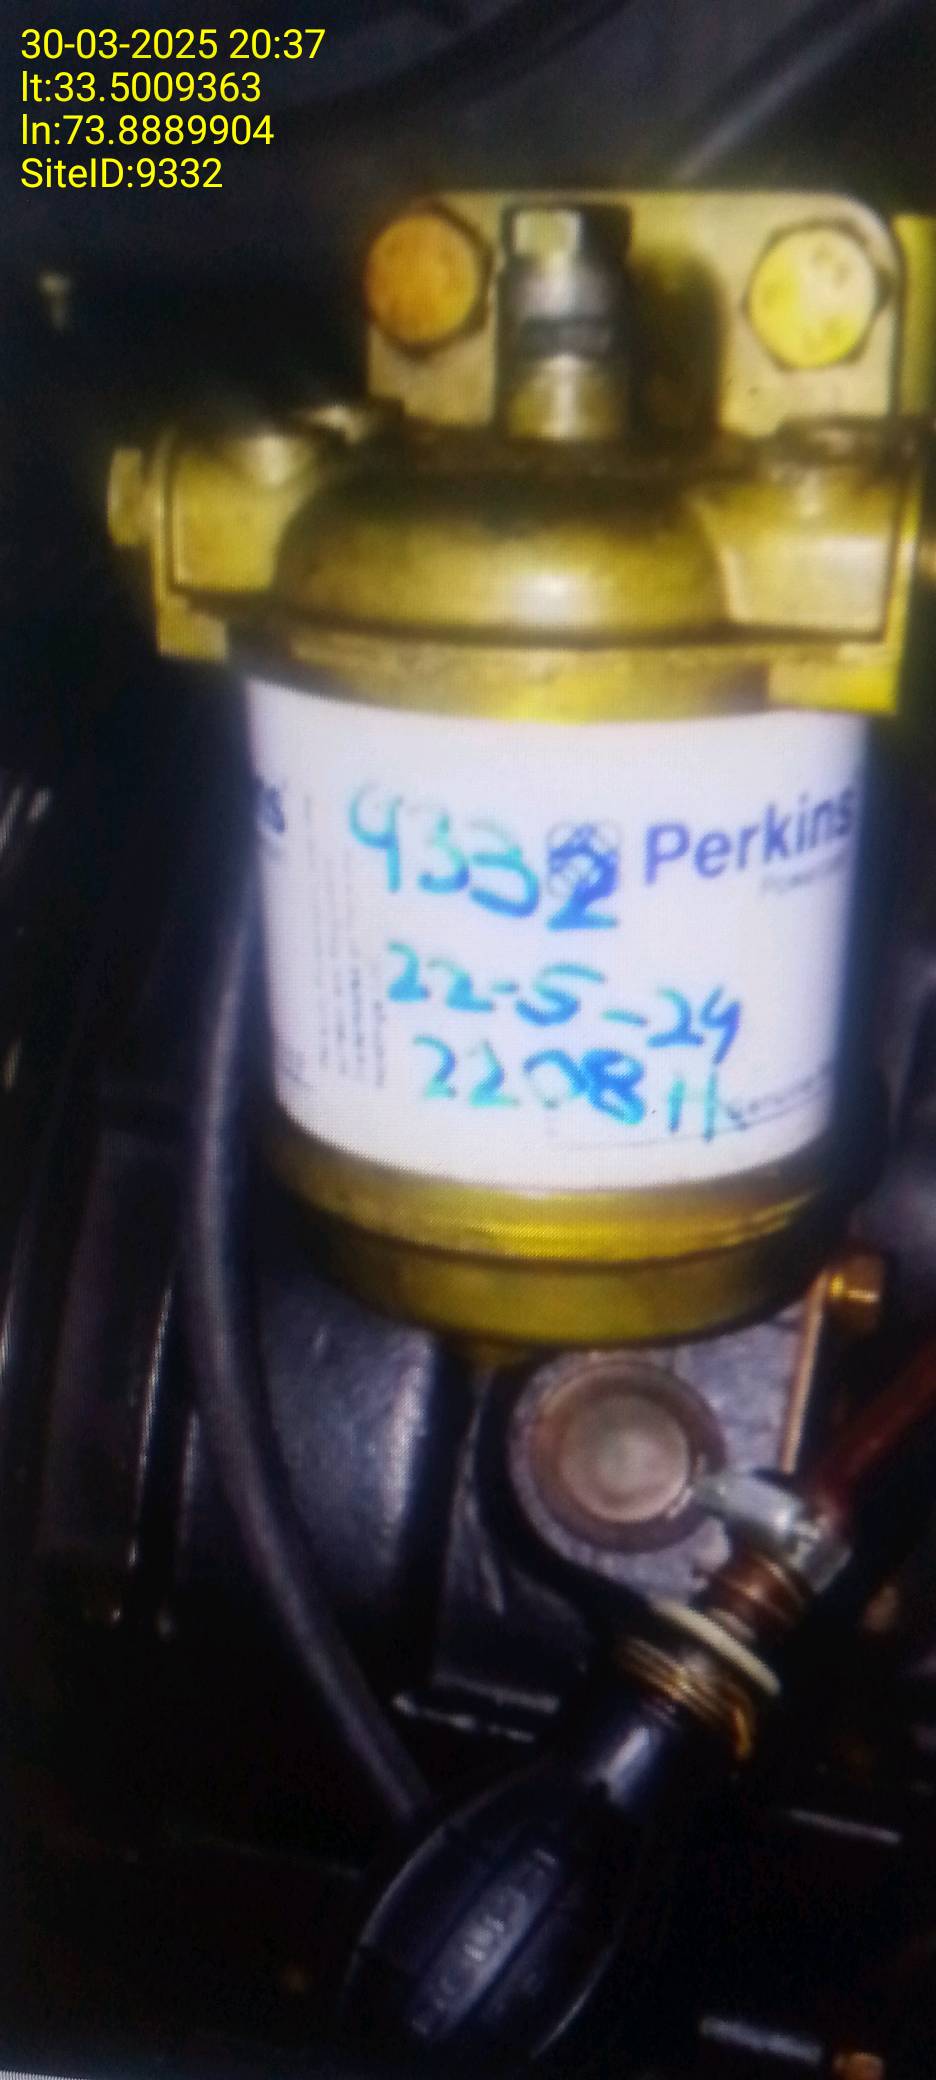 30-03-2025 20:37
lt:33.5009363
ln:73.8889904
SiteID:9332
Perkins
9332
22-5-24
2208 H